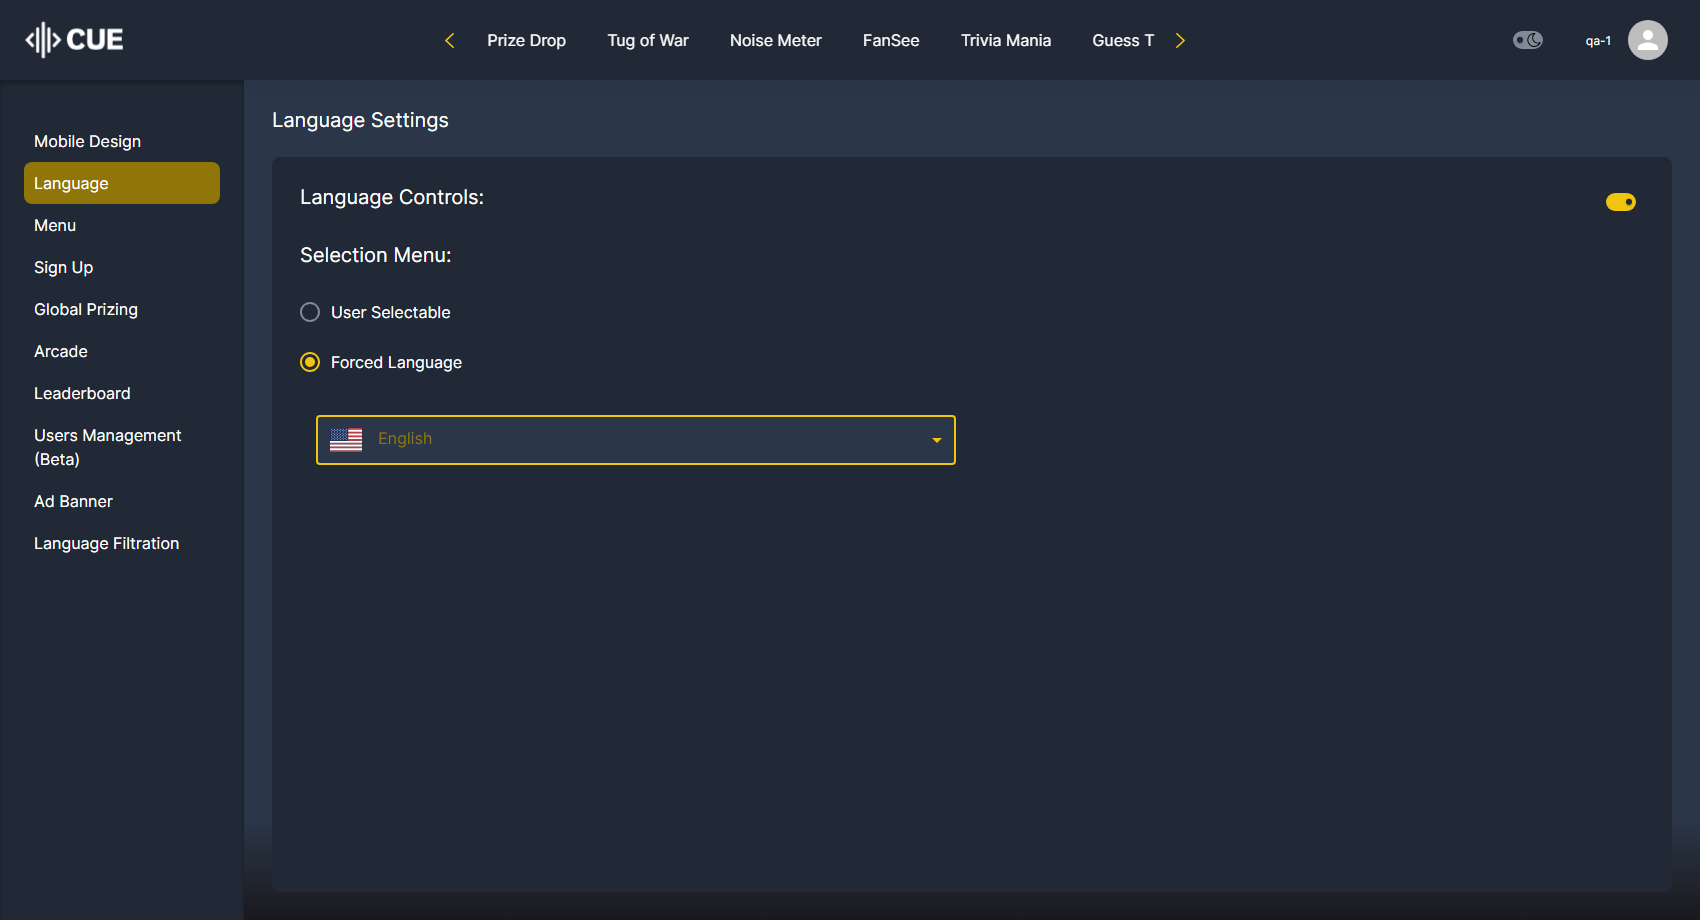 CUE
Prize Drop
Tug of War
Noise Meter
FanSee
Trivia Mania
Guess T
qa-1
Mobile Design
Language
Menu
Sign Up
Global Prizing
Arcade
Leaderboard
Users Management
(Beta)
Ad Banner
Language Filtration
Language Settings
Language Controls:
Selection Menu:
User Selectable
Forced Language
English